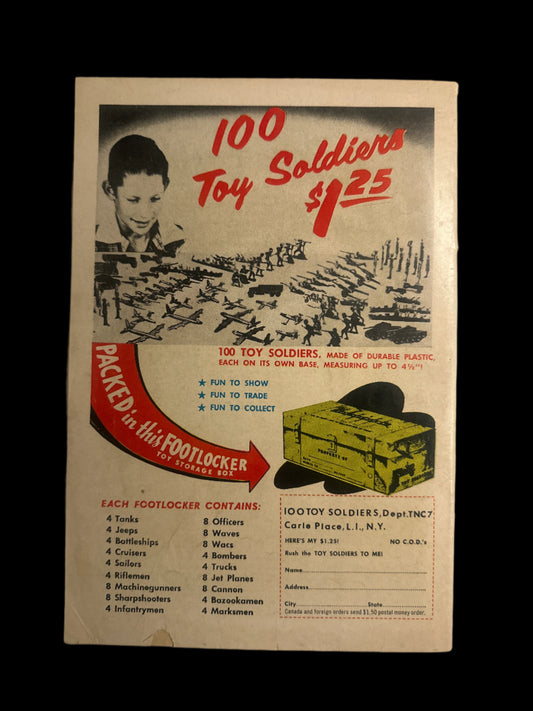 100
Toy Soldiers
$1.25
100 TOY SOLDIERS, MADE OF DURABLE PLASTIC,
EACH ON ITS OWN BASE, MEASURING UP TO 4½"!
★ FUN TO SHOW
★ FUN TO TRADE
★ FUN TO COLLECT
PACKED in this FOOTLOCKER
TOY STORAGE BOX
PROPERTY OF
EACH FOOTLOCKER CONTAINS:
4 Tanks
4 Jeeps
4 Battleships
4 Cruisers
4 Sailors
4 Riflemen
8 Machinegunners
8 Sharpshooters
4 Infantrymen
8 Officers
8 Waves
8 Wacs
4 Bombers
4 Trucks
8 Jet Planes
8 Cannon
4 Bazookamen
4 Marksmen
100 TOY SOLDIERS, Dept. TNC7
Carle Place, L.I., N.Y.
HERE'S MY $1.25! NO C.O.D.'s
Rush the TOY SOLDIERS TO ME!
Name
Address
City State
Canada and foreign orders send $1.50 postal money order.